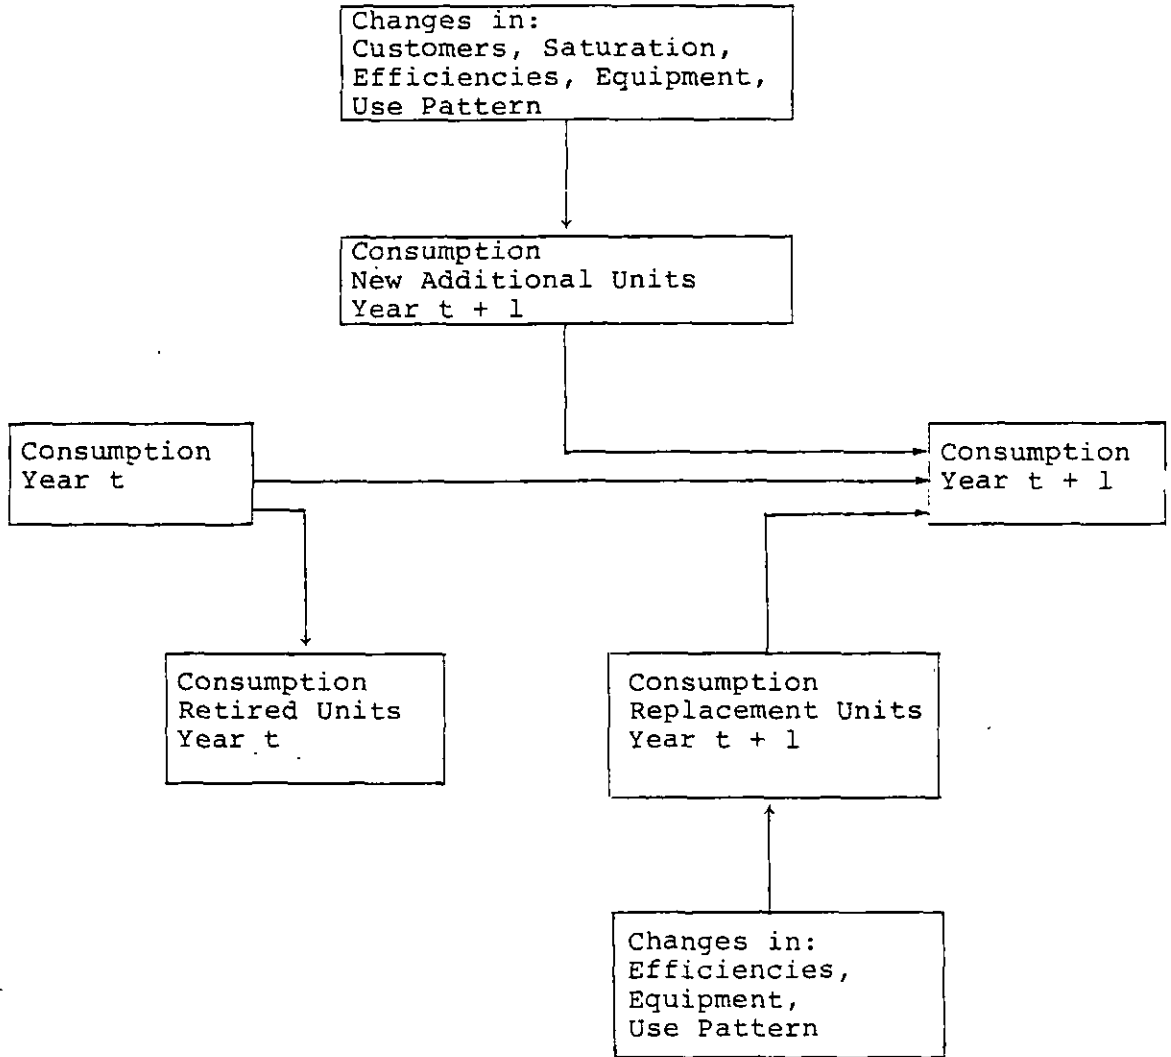 Changes in:
Customers, Saturation,
Efficiencies, Equipment,
Use Pattern
Consumption
New Additional Units
Year t + 1
Consumption
Year t
Consumption
Year t + 1
Consumption
Retired Units
Year t
Consumption
Replacement Units
Year t + 1
Changes in:
Efficiencies,
Equipment,
Use Pattern